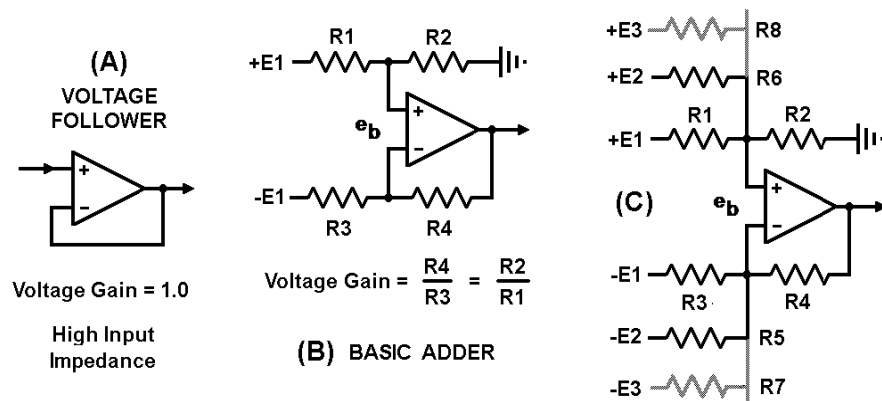 (A)
VOLTAGE
FOLLOWER
+
−
Voltage Gain = 1.0
High Input
Impedance
R1
R2
+E1
e b
+
−
-E1
R3
R4
Voltage Gain = R4/R3 = R2/R1
(B) BASIC ADDER
+E3
R8
+E2
R6
R1
R2
+E1
(C)
e b
+
−
-E1
R3
R4
-E2
R5
-E3
R7